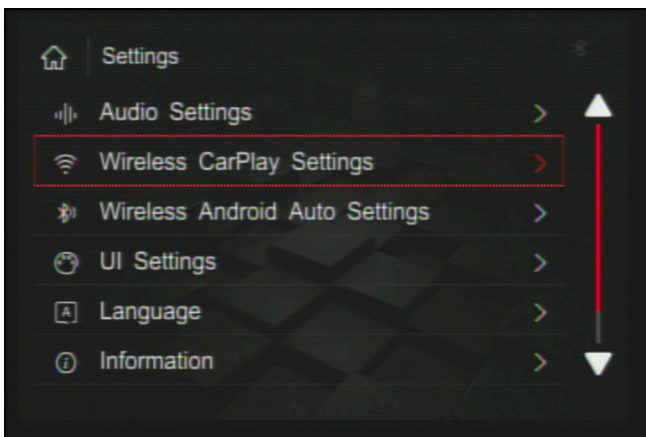 Settings
Audio Settings
Wireless CarPlay Settings
Wireless Android Auto Settings
UI Settings
A Language
Information